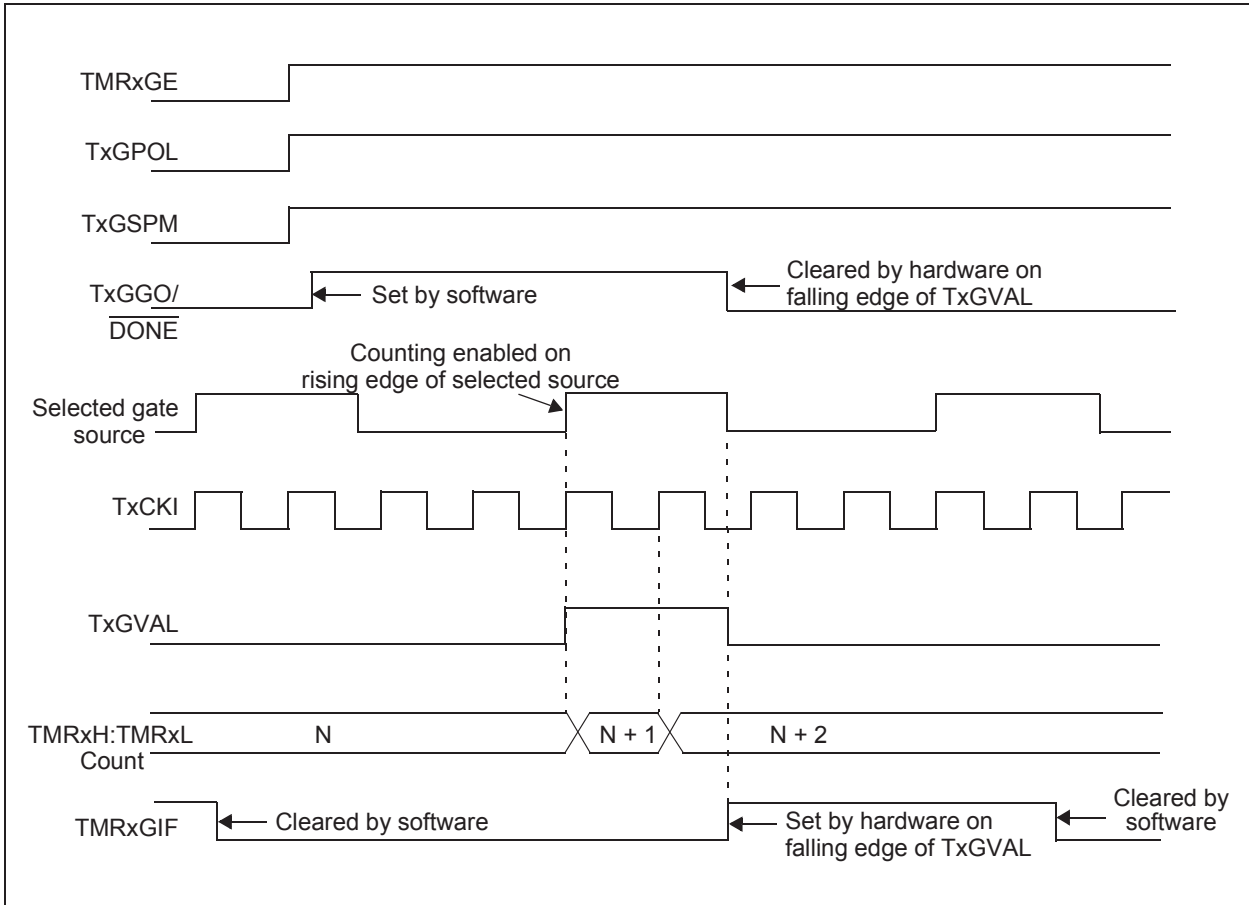 TMRxGE
TxGPOL
TxGSPM
TxGGO/
DONE
Set by software
Cleared by hardware on
falling edge of TxGVAL
Counting enabled on
rising edge of selected source
Selected gate
source
TxCKI
TxGVAL
TMRxH:TMRxL
Count
N
N + 1
N + 2
TMRxGIF
Cleared by software
Set by hardware on
falling edge of TxGVAL
Cleared by
software